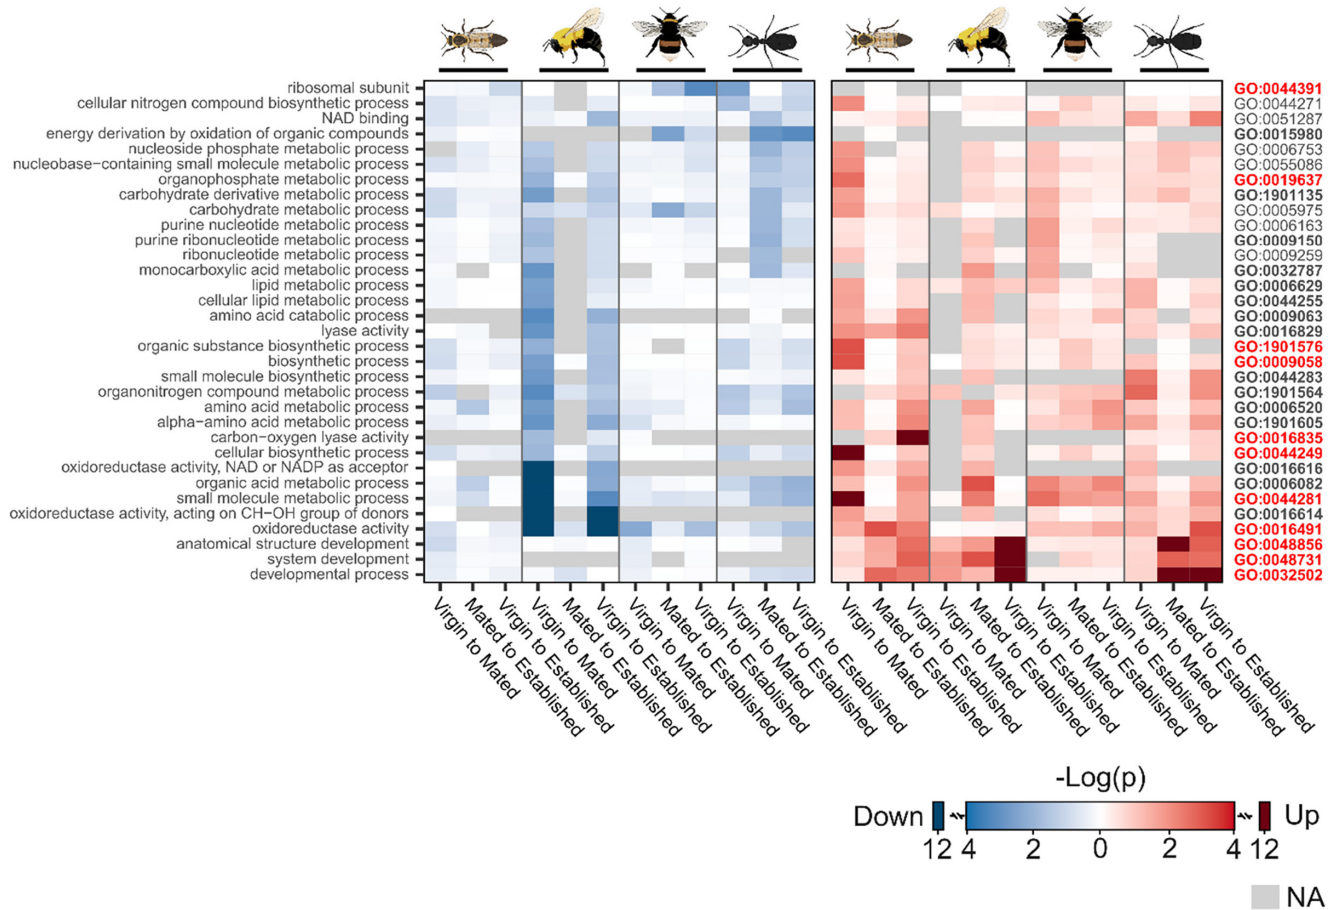 ribosomal subunit GO:0044391
cellular nitrogen compound biosynthetic process GO:0044271
NAD binding GO:0051287
energy derivation by oxidation of organic compounds GO:0015980
nucleoside phosphate metabolic process GO:0006753
nucleobase−containing small molecule metabolic process GO:0055086
organophosphate metabolic process GO:0019637
carbohydrate derivative metabolic process GO:1901135
carbohydrate metabolic process GO:0005975
purine nucleotide metabolic process GO:0006163
purine ribonucleotide metabolic process GO:0009150
ribonucleotide metabolic process GO:0009259
monocarboxylic acid metabolic process GO:0032787
lipid metabolic process GO:0006629
cellular lipid metabolic process GO:0044255
amino acid catabolic process GO:0009063
lyase activity GO:0016829
organic substance biosynthetic process GO:1901576
biosynthetic process GO:0009058
small molecule biosynthetic process GO:0044283
organonitrogen compound metabolic process GO:1901564
amino acid metabolic process GO:0006520
alpha−amino acid metabolic process GO:1901605
carbon−oxygen lyase activity GO:0016835
cellular biosynthetic process GO:0044249
oxidoreductase activity, NAD or NADP as acceptor GO:0016616
organic acid metabolic process GO:0006082
small molecule metabolic process GO:0044281
oxidoreductase activity, acting on CH−OH group of donors GO:0016614
oxidoreductase activity GO:0016491
anatomical structure development GO:0048856
system development GO:0048731
developmental process GO:0032502
Virgin to Mated
Mated to Established
Virgin to Established
Virgin to Mated
Mated to Established
Virgin to Established
Virgin to Mated
Mated to Established
Virgin to Established
Virgin to Mated
Mated to Established
Virgin to Established
Virgin to Mated
Mated to Established
Virgin to Established
Virgin to Mated
Mated to Established
Virgin to Established
Virgin to Mated
Mated to Established
Virgin to Established
Virgin to Mated
Mated to Established
Virgin to Established
-Log(p)
Down Up
12 4 2 0 2 4 12
NA